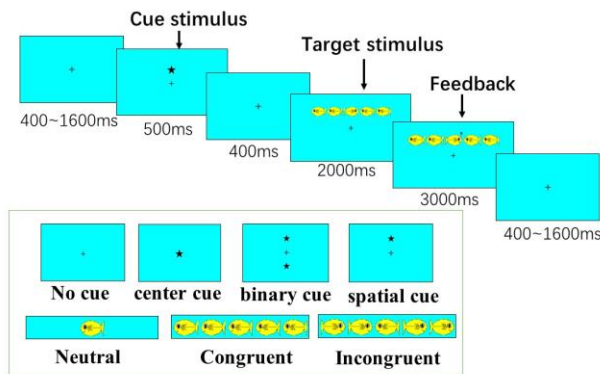 Cue stimulus
Target stimulus
Feedback
400~1600ms
500ms
400ms
2000ms
3000ms
400~1600ms
No cue
center cue
binary cue
spatial cue
Neutral
Congruent
Incongruent